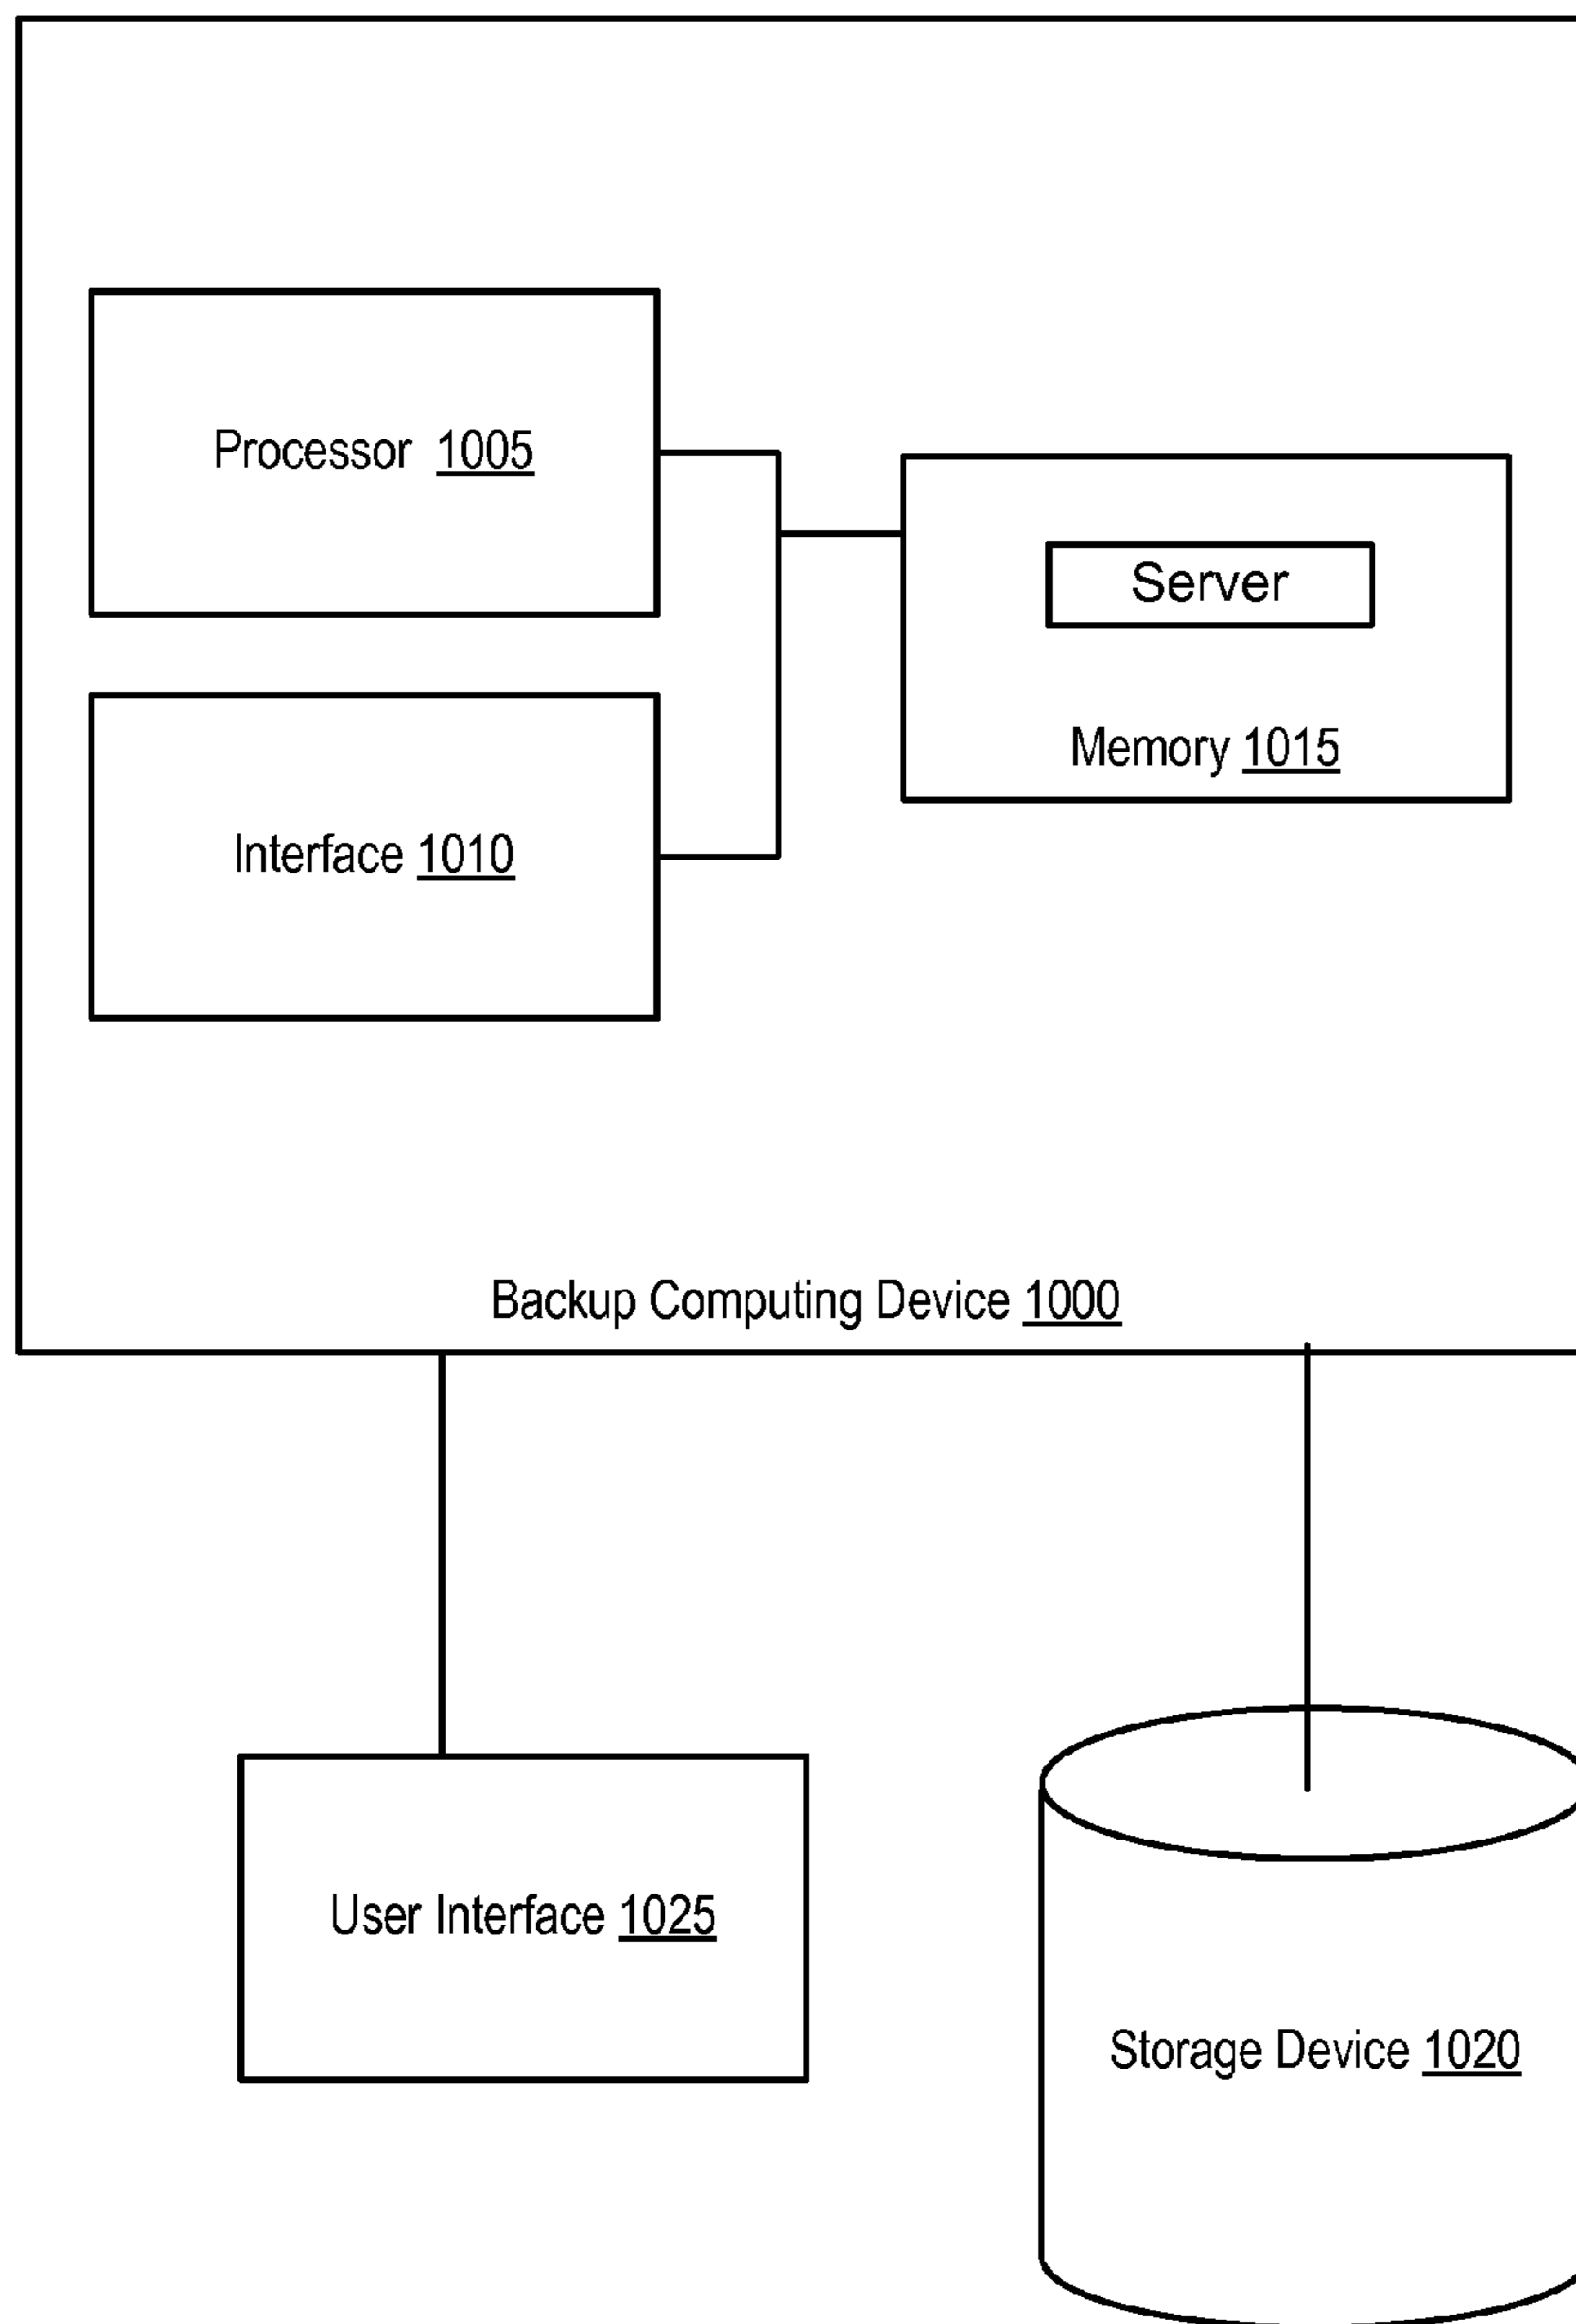 Processor 1005
Server
Memory 1015
Interface 1010
Backup Computing Device 1000
User Interface 1025
Storage Device 1020